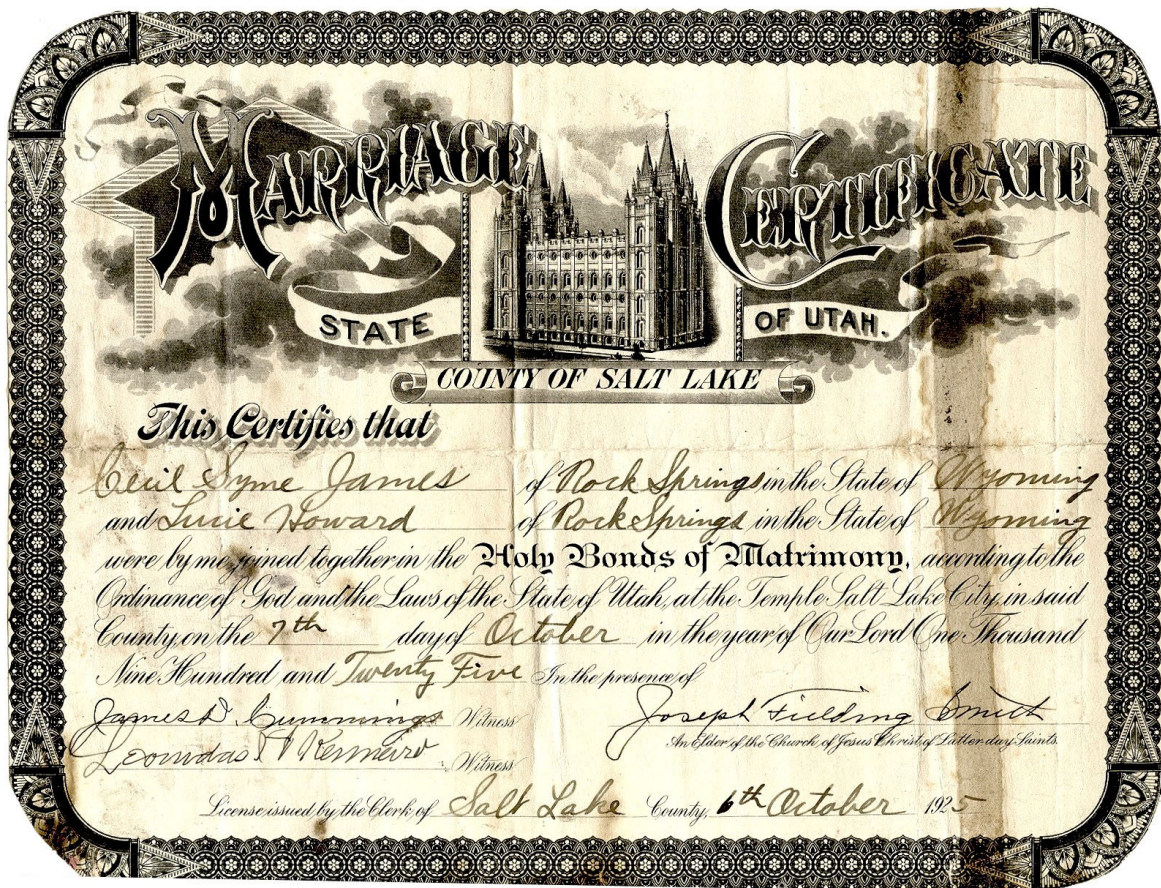 MARRIAGE CERTIFICATE
STATE OF UTAH.
COUNTY OF SALT LAKE
This Certifies that
Cecil Syme James of Rock Springs in the State of Wyoming
and Lucie Howard of Rock Springs in the State of Wyoming
were by me joined together in the Holy Bonds of Matrimony, according to the
Ordinance of God and the Laws of the State of Utah, at the Temple Salt Lake City, in said
County, on the 7th day of October in the year of Our Lord One Thousand
Nine Hundred and Twenty Five In the presence of
James D. Cummings Witness Joseph Fielding Smith
An Elder of the Church of Jesus Christ of Latter-day Saints.
Leonidas Witness
License issued by the Clerk of Salt Lake County, 6th October 1925